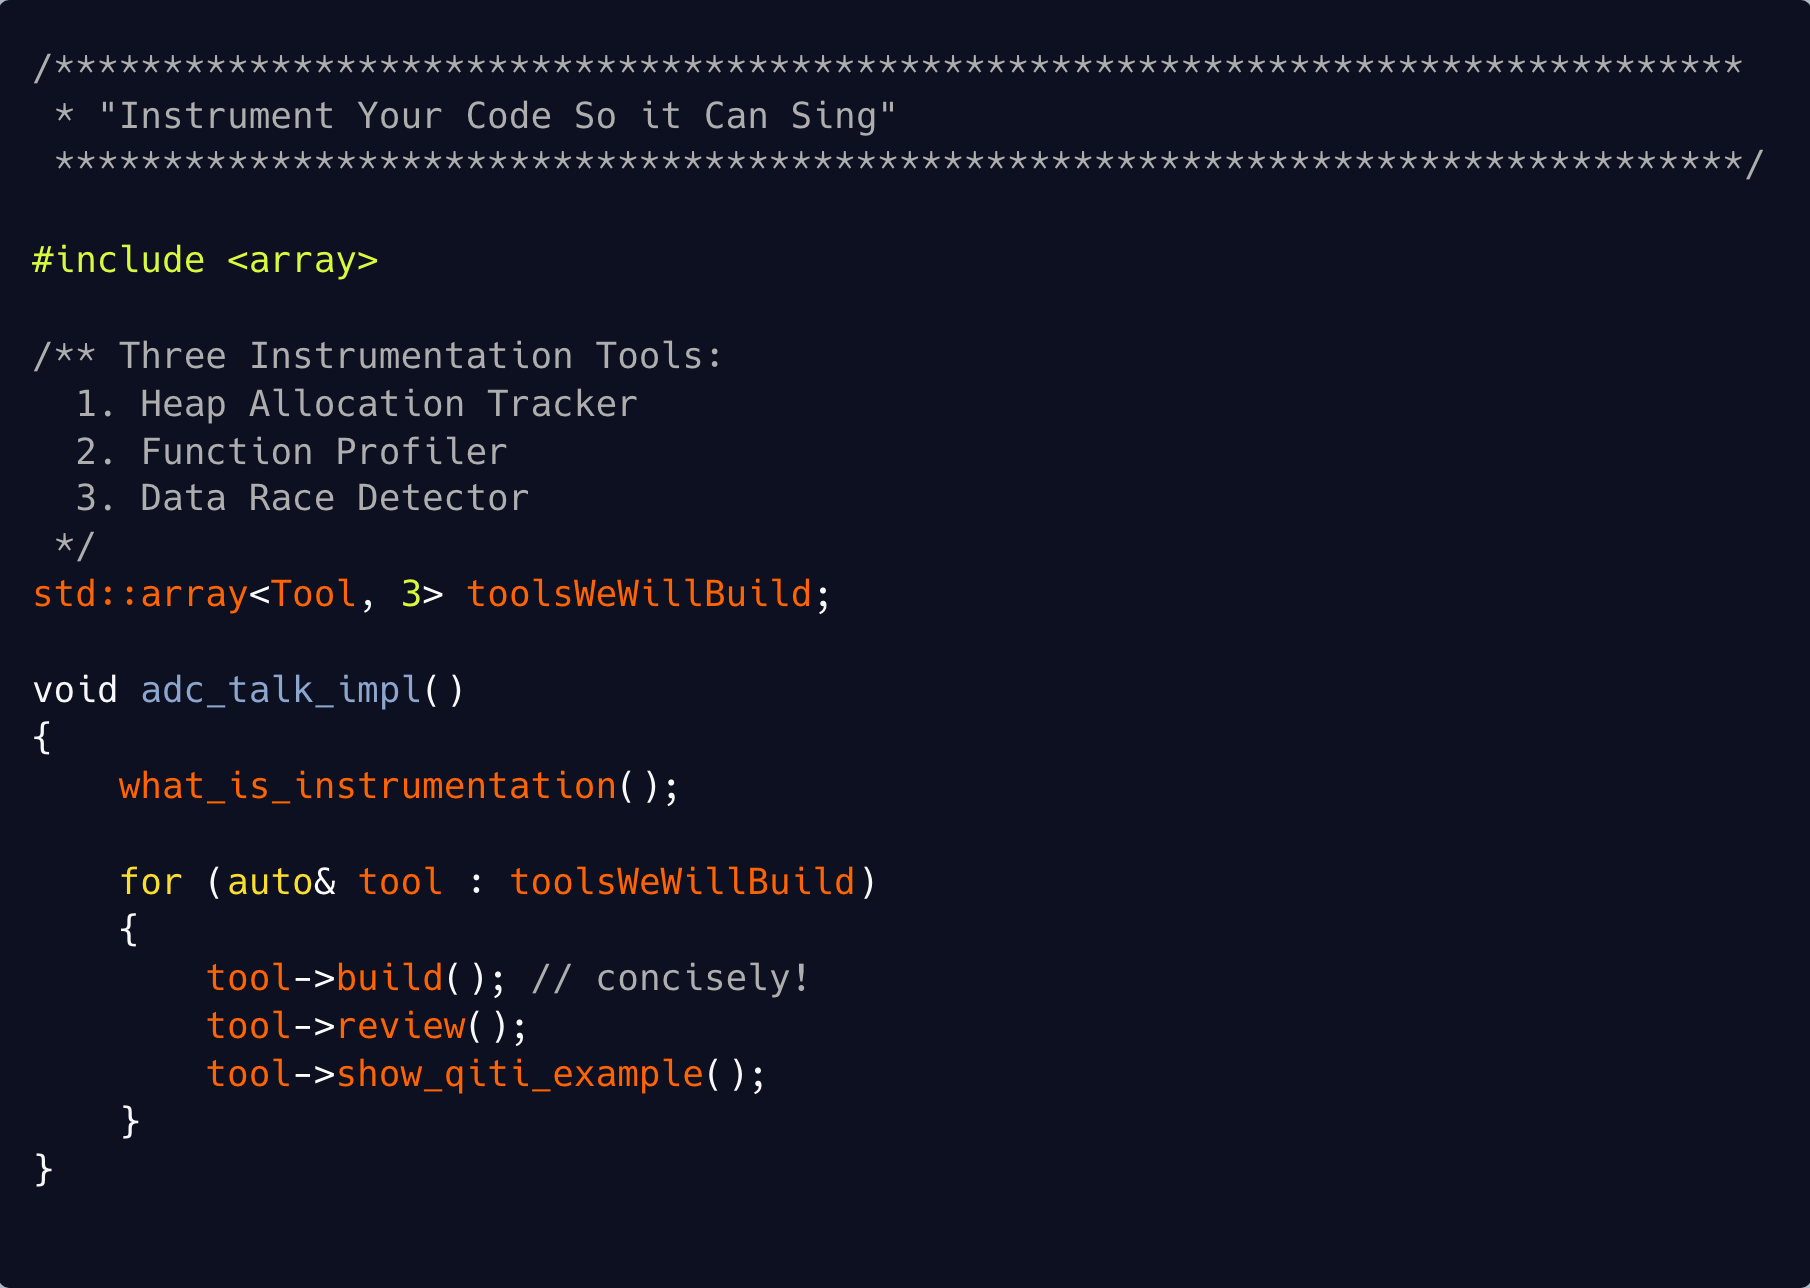 /******************************************************************************
 * "Instrument Your Code So it Can Sing"
 ******************************************************************************/
#include <array>
/** Three Instrumentation Tools:
  1. Heap Allocation Tracker
  2. Function Profiler
  3. Data Race Detector
 */
std::array<Tool, 3> toolsWeWillBuild;
void adc_talk_impl()
{
    what_is_instrumentation();
    for (auto& tool : toolsWeWillBuild)
    {
        tool->build(); // concisely!
        tool->review();
        tool->show_qiti_example();
    }
}